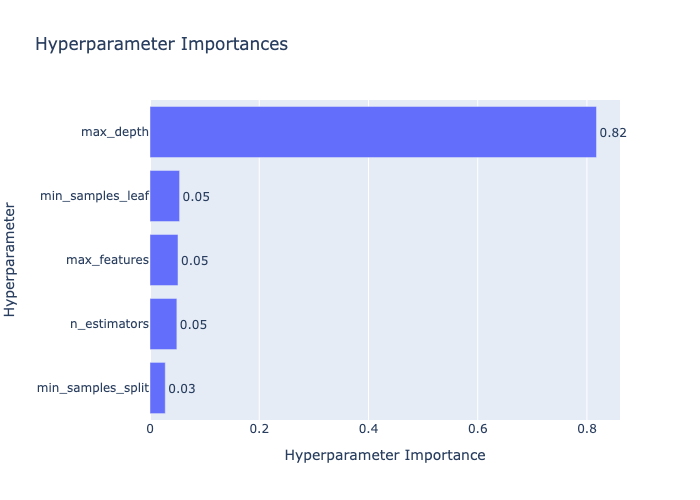 Hyperparameter Importances
Hyperparameter
max_depth
0.82
min_samples_leaf
0.05
max_features
0.05
n_estimators
0.05
min_samples_split
0.03
0
0.2
0.4
0.6
0.8
Hyperparameter Importance